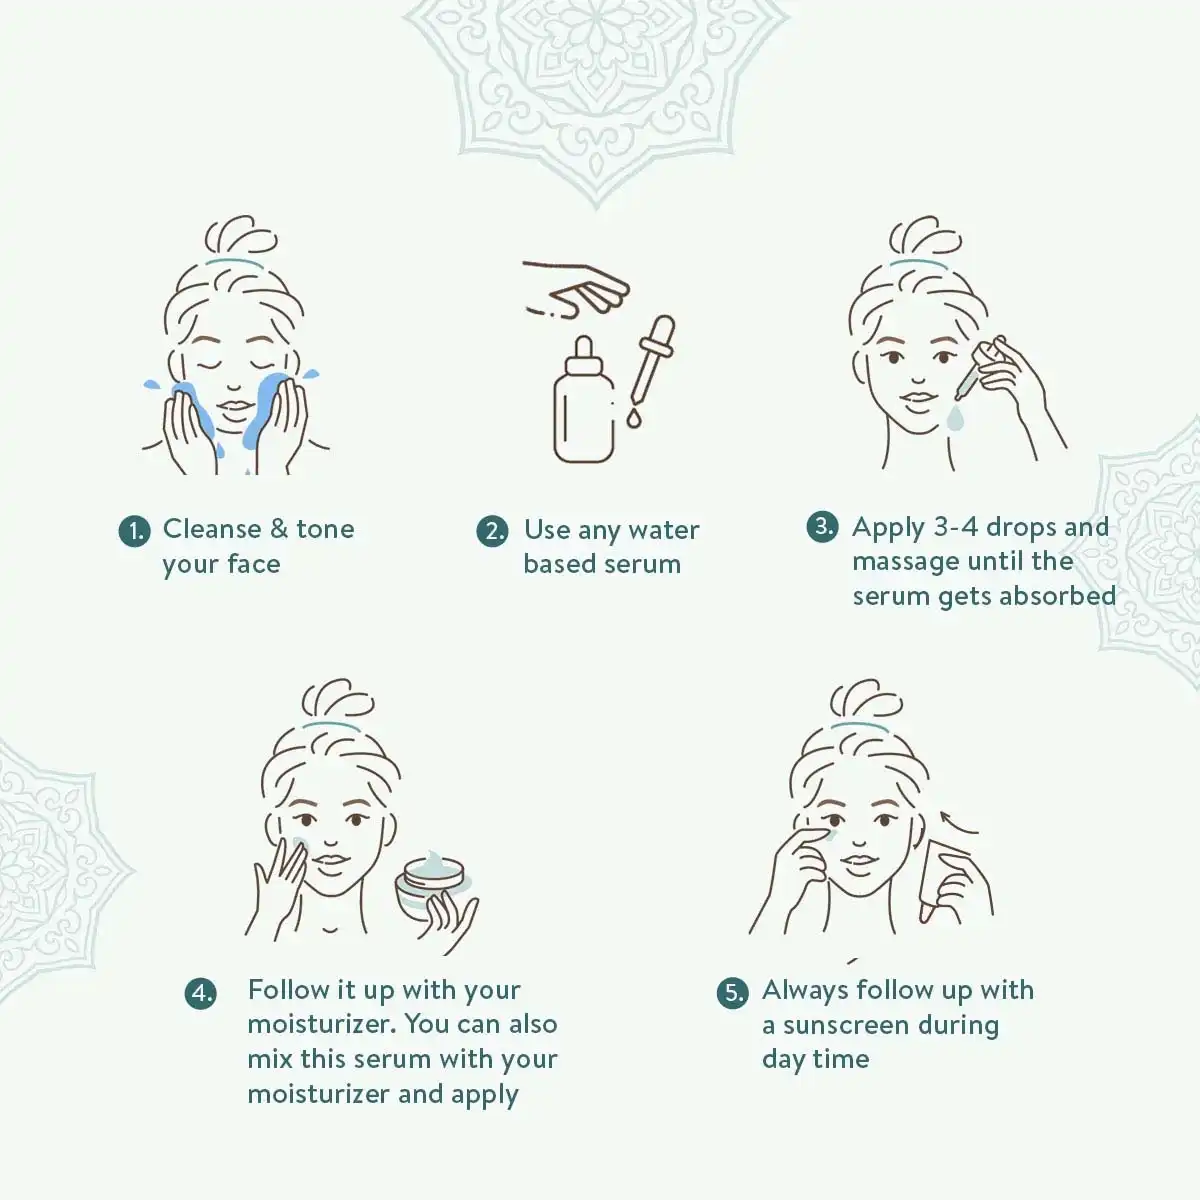 1. Cleanse & tone
your face
2. Use any water
based serum
3. Apply 3-4 drops and
massage until the
serum gets absorbed
4. Follow it up with your
moisturizer. You can also
mix this serum with your
moisturizer and apply
5. Always follow up with
a sunscreen during
day time